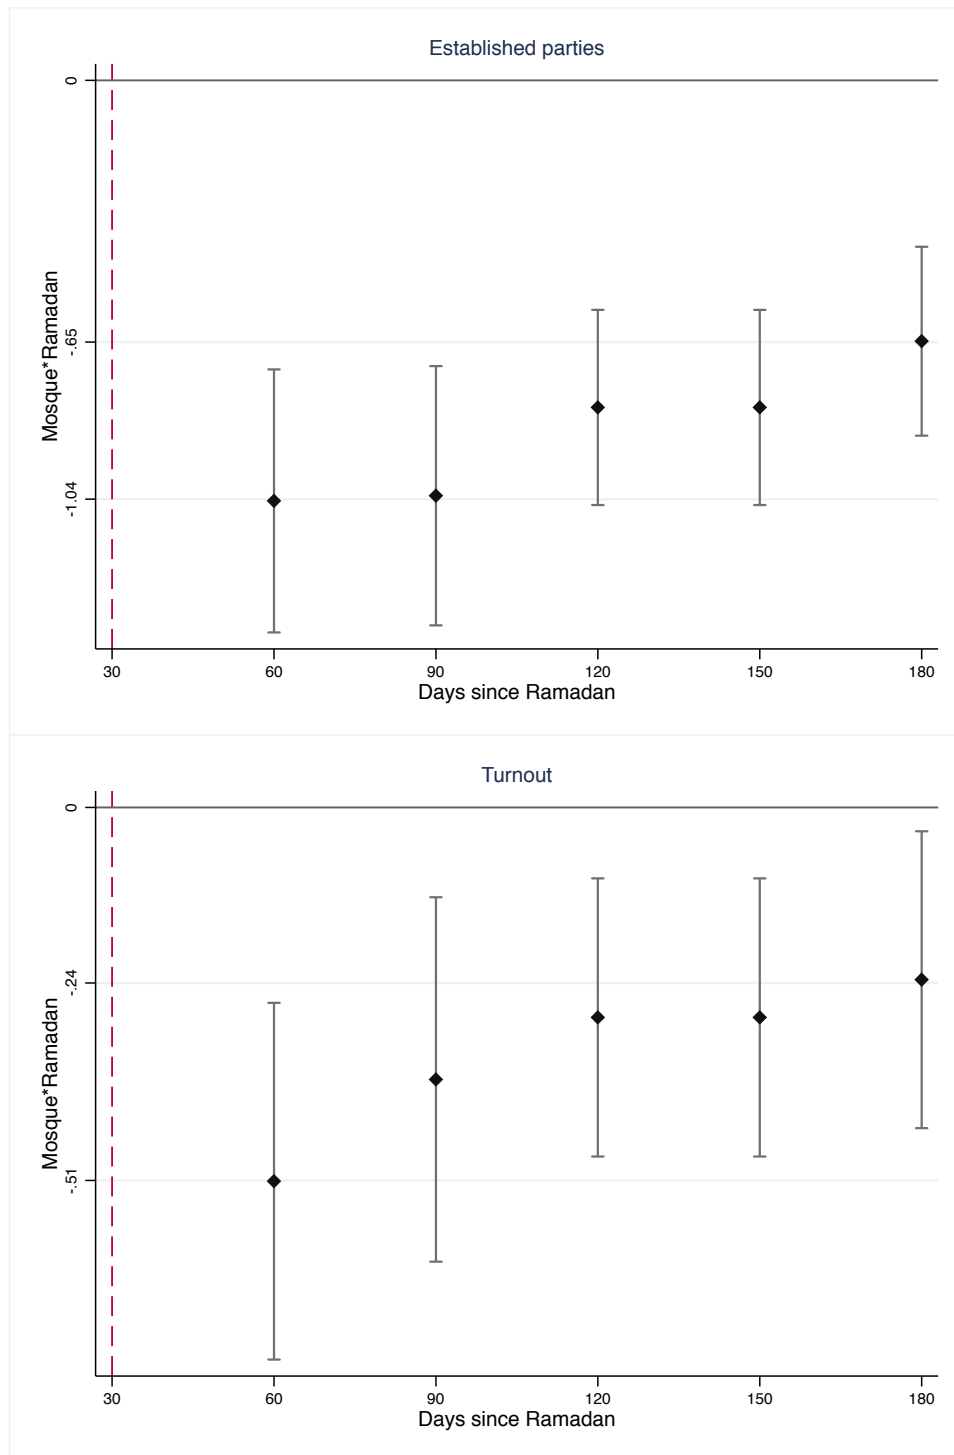 Established parties
0
-.65
-1.04
Mosque*Ramadan
30 60 90 120 150 180
Days since Ramadan
Turnout
0
-.24
-.51
Mosque*Ramadan
30 60 90 120 150 180
Days since Ramadan